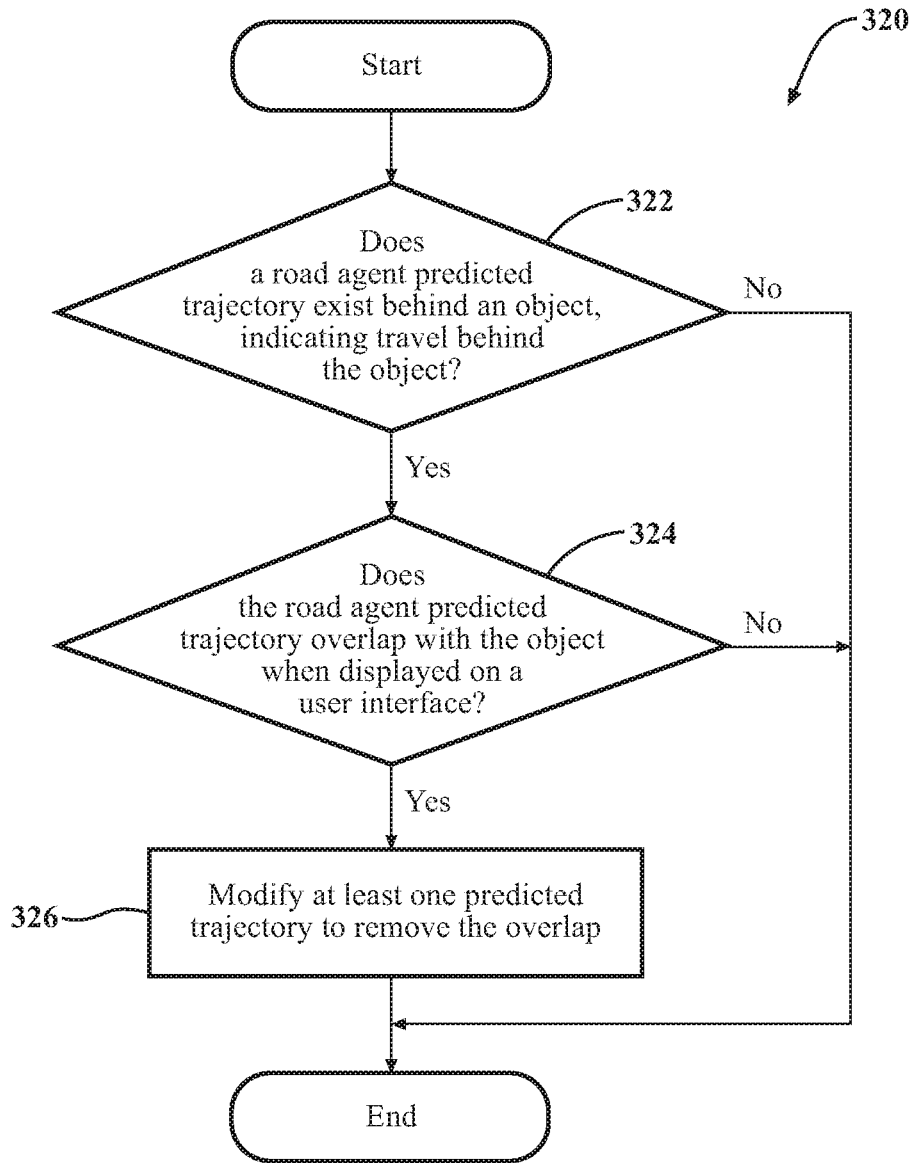 320
Start
322
Does
a road agent predicted
trajectory exist behind an object,
indicating travel behind
the object?
No
Yes
324
Does
the road agent predicted
trajectory overlap with the object
when displayed on a
user interface?
No
Yes
326
Modify at least one predicted
trajectory to remove the overlap
End